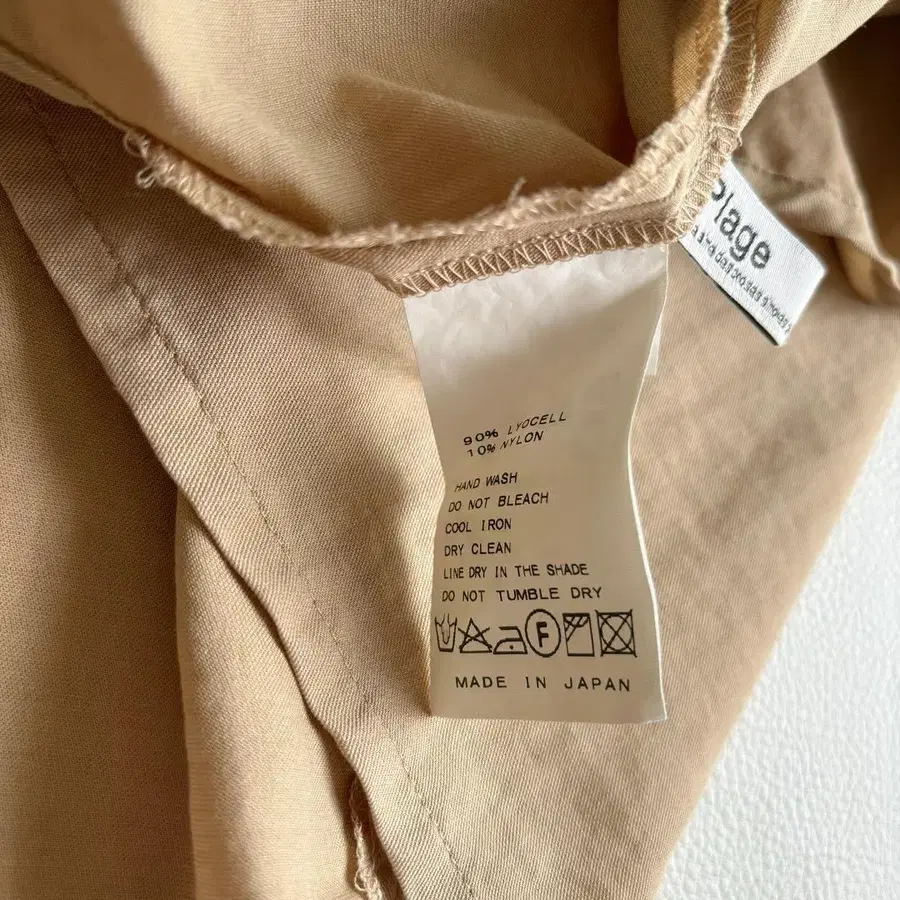 Plage
90% LYOCELL
10% NYLON
HAND WASH
DO NOT BLEACH
COOL IRON
DRY CLEAN
LINE DRY IN THE SHADE
DO NOT TUMBLE DRY
F
MADE IN JAPAN